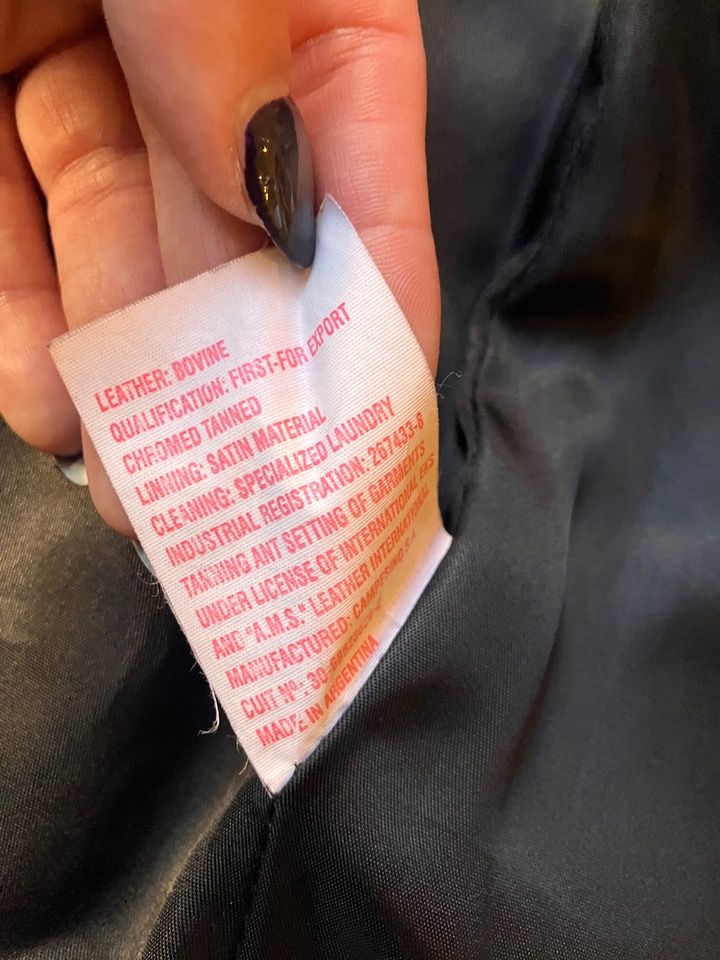 LEATHER: BOVINE
QUALIFICATION: FIRST-FOR EXPORT
CHROMED TANNED
LINNING: SATIN MATERIAL
CLEANING: SPECIALIZED LAUNDRY
INDUSTRIAL REGISTRATION: 267433-8
TANNING ANT SETTING OF GARMENTS
UNDER LICENSE OF INTERNATIONAL
AND "A.M.S." LEATHER INTERNATIONAL
MANUFACTURED: CAMPESINO S.A.
CUIT Nº: 30-
MADE IN ARGENTINA